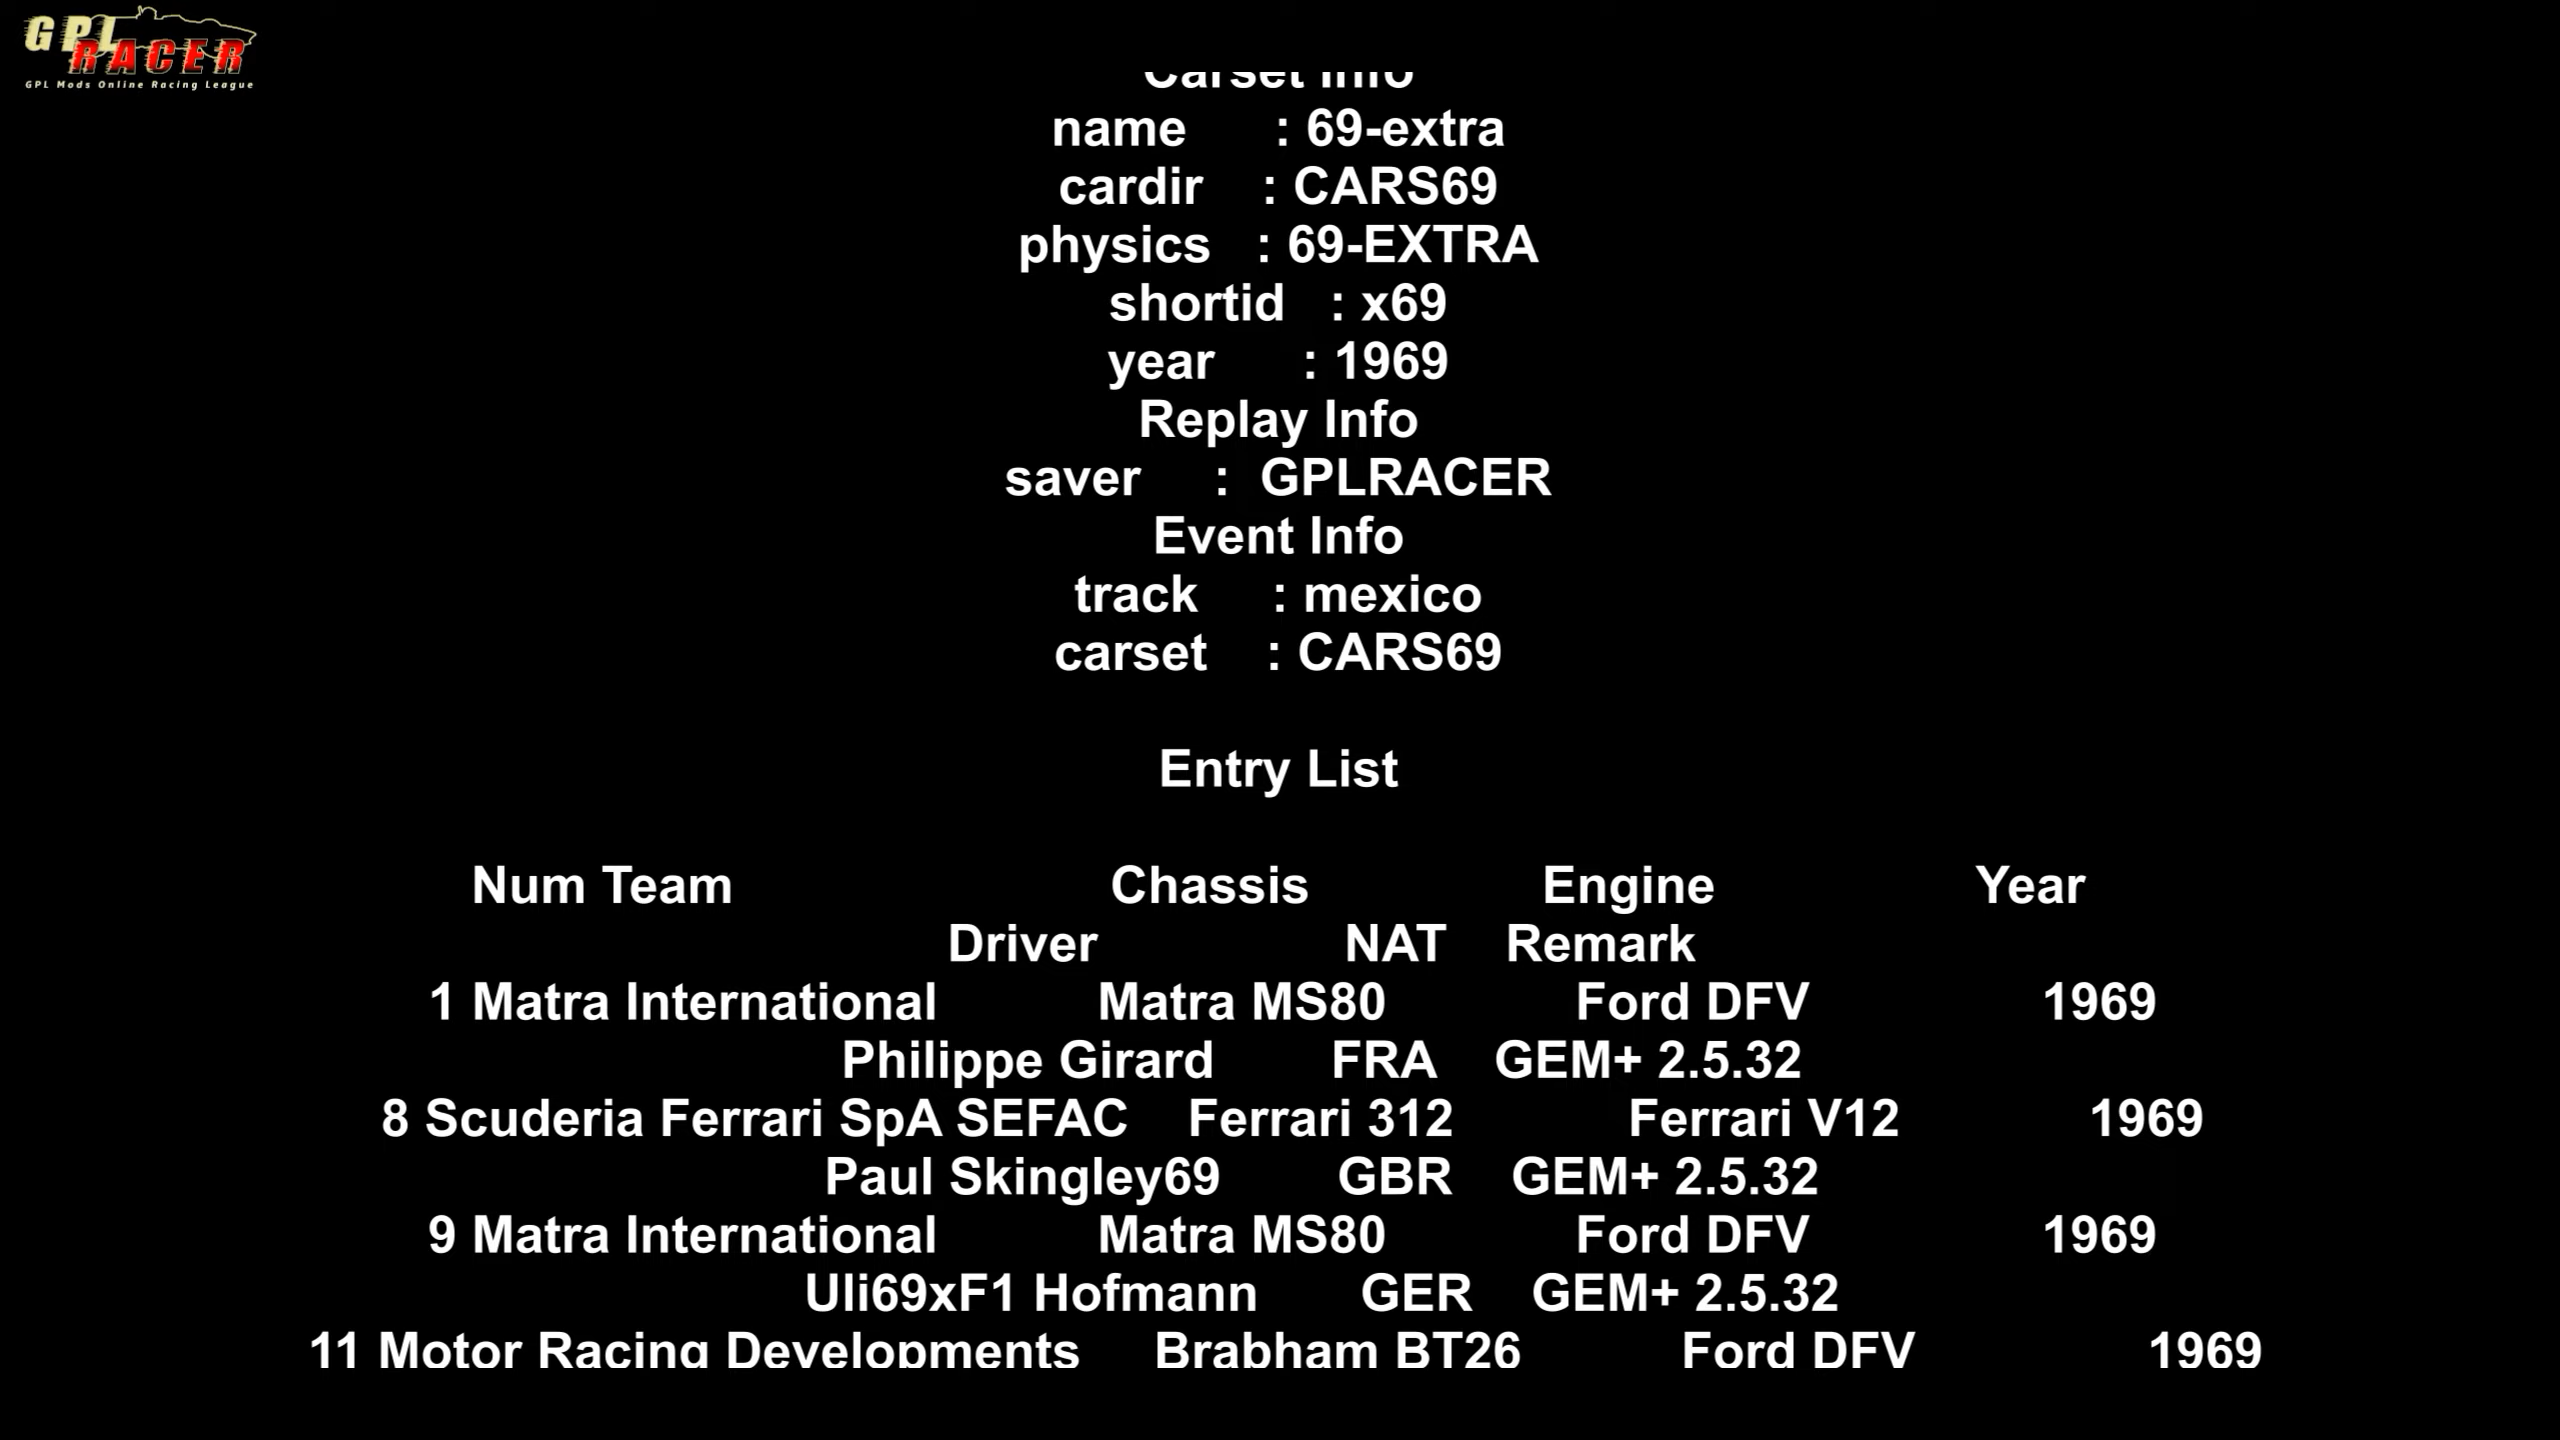 GPL
RACER
GPL Mods Online Racing League
Carset Info
name : 69-extra
cardir : CARS69
physics : 69-EXTRA
shortid : x69
year : 1969
Replay Info
saver : GPLRACER
Event Info
track : mexico
carset : CARS69
Entry List
Num Team Chassis Engine Year
Driver NAT Remark
1 Matra International Matra MS80 Ford DFV 1969
Philippe Girard FRA GEM+ 2.5.32
8 Scuderia Ferrari SpA SEFAC Ferrari 312 Ferrari V12 1969
Paul Skingley69 GBR GEM+ 2.5.32
9 Matra International Matra MS80 Ford DFV 1969
Uli69xF1 Hofmann GER GEM+ 2.5.32
11 Motor Racing Developments Brabham BT26 Ford DFV 1969